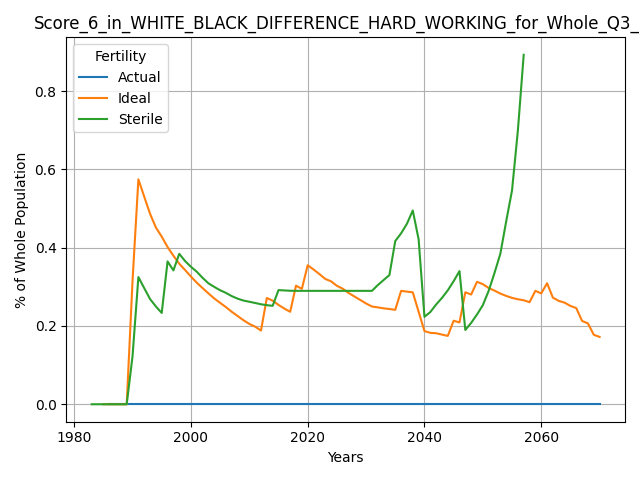 Score_6_in_WHITE_BLACK_DIFFERENCE_HARD_WORKING_for_Whole_Q3_
Fertility
Actual
Ideal
Sterile
% of Whole Population
0.8
0.6
0.4
0.2
0.0
1980
2000
2020
2040
2060
Years